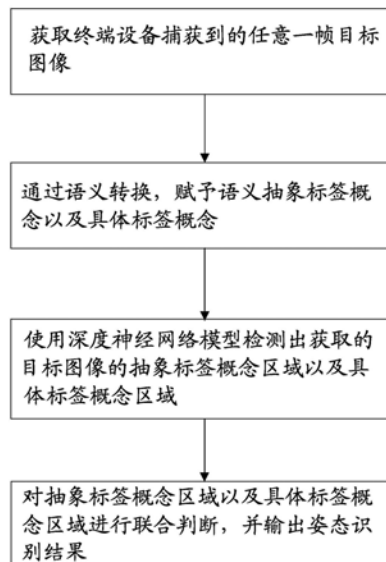 获取终端设备捕获到的任意一帧目标
图像
通过语义转换，赋予语义抽象标签概
念以及具体标签概念
使用深度神经网络模型检测出获取的
目标图像的抽象标签概念区域以及具
体标签概念区域
对抽象标签概念区域以及具体标签概
念区域进行联合判断，并输出姿态识
别结果